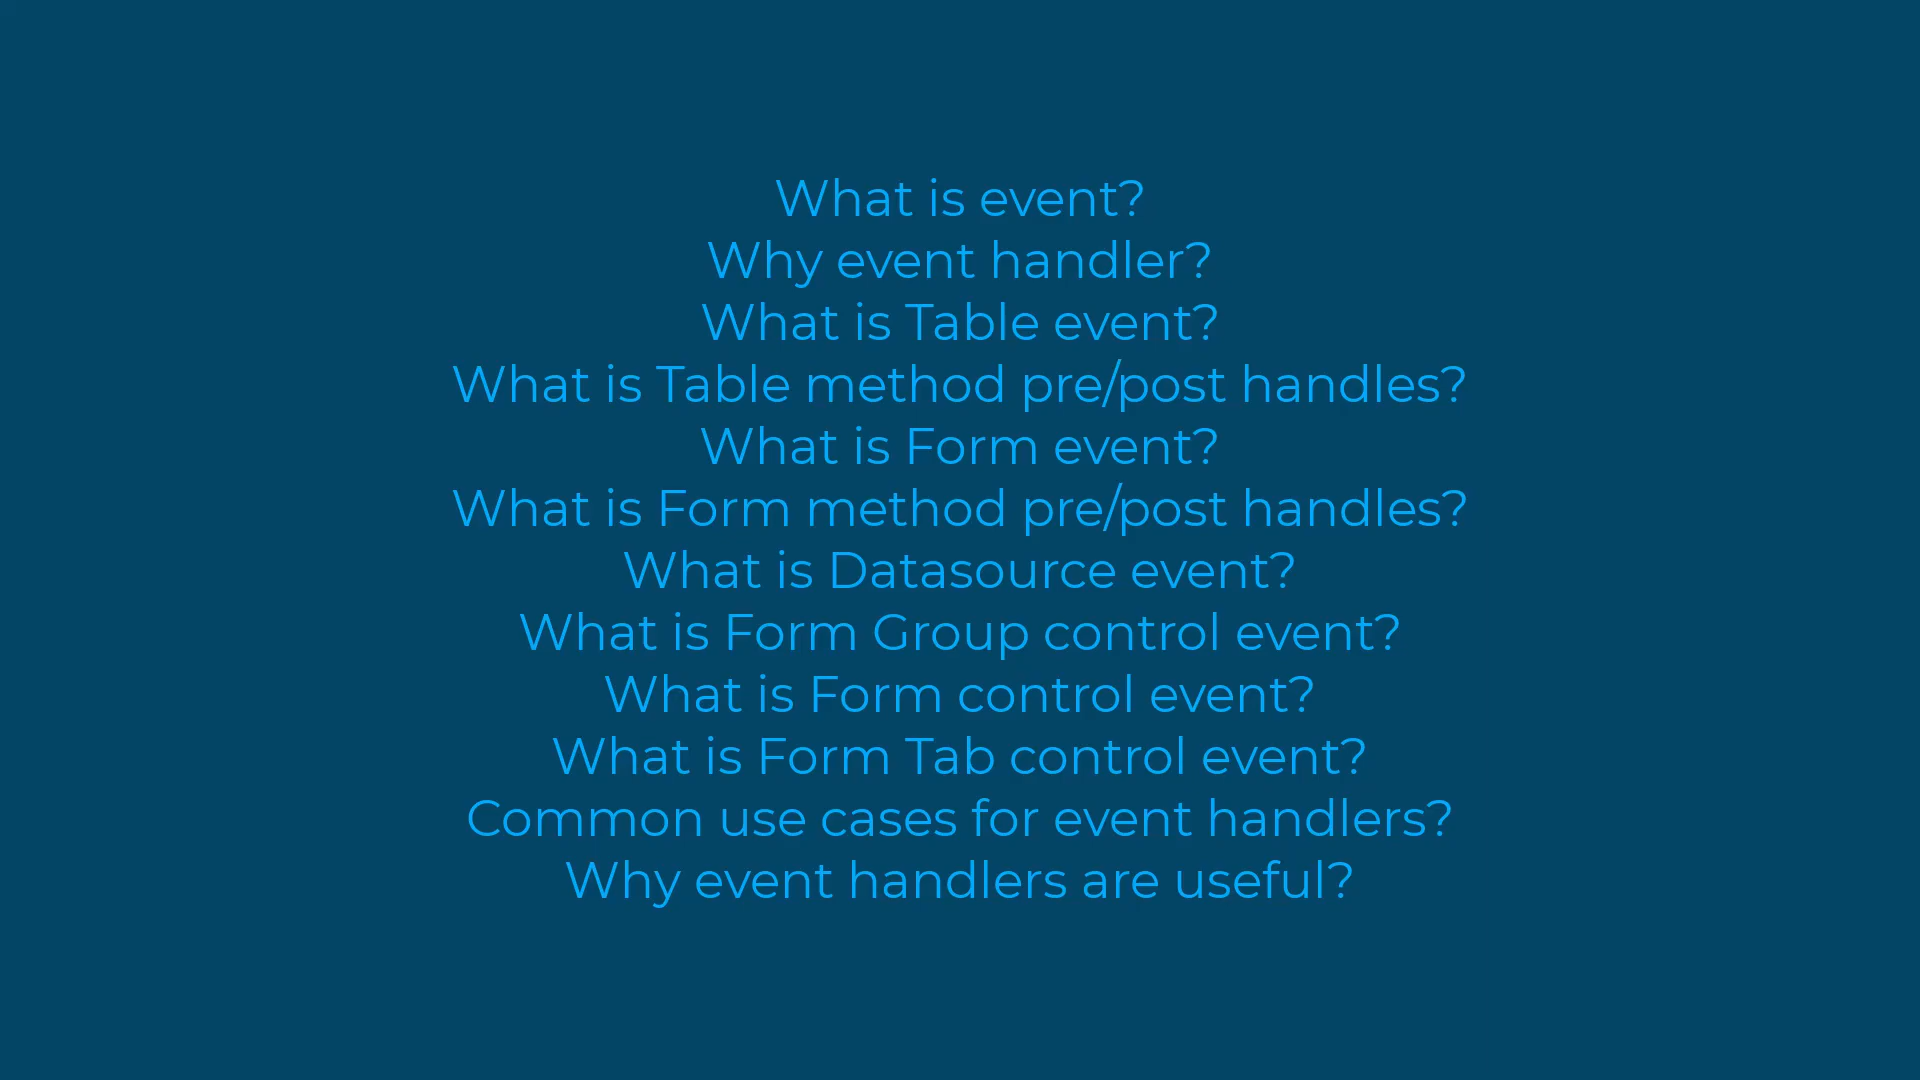 What is event?
Why event handler?
What is Table event?
What is Table method pre/post handles?
What is Form event?
What is Form method pre/post handles?
What is Datasource event?
What is Form Group control event?
What is Form control event?
What is Form Tab control event?
Common use cases for event handlers?
Why event handlers are useful?